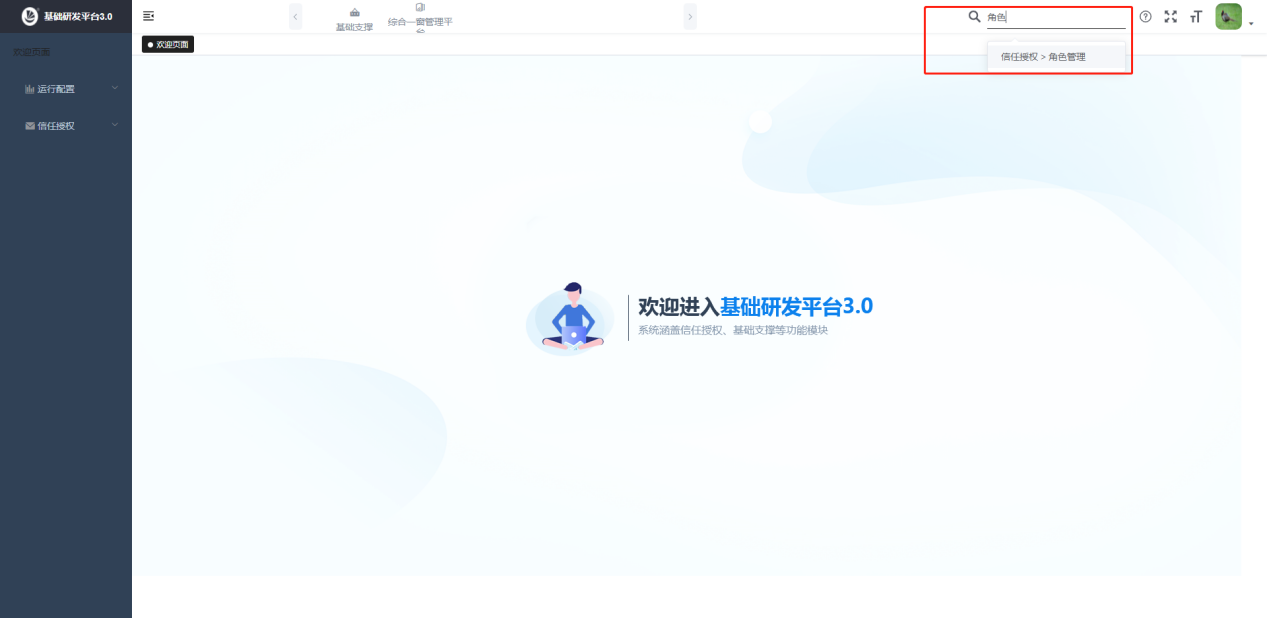 基础研发平台3.0
基础支撑
综合一窗管理平
台
角色
信任授权 > 角色管理
欢迎页面
欢迎页面
运行配置
信任授权
欢迎进入基础研发平台3.0
系统涵盖信任授权、基础支撑等功能模块